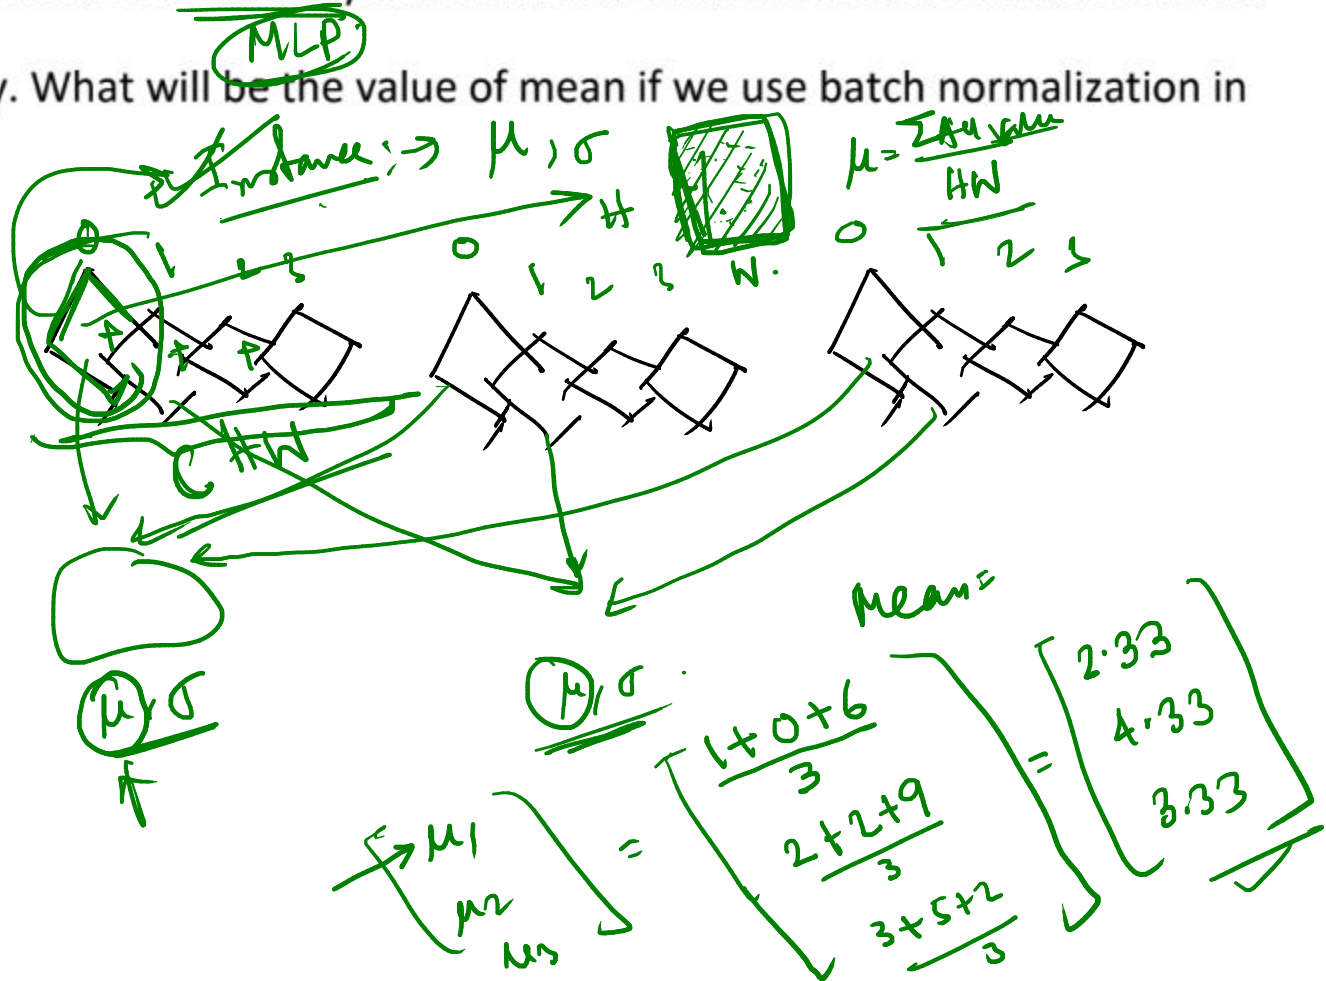 MLP
y. What will be the value of mean if we use batch normalization in
Instance :→ μ, σ
H
W.
μ = Σ All value / HW
0 1 2 3
0 1 2 3
0 1 2 3
+ + +
CHW
μ, σ
μ, σ
Mean =
μ1
μ2
μ3
=
1+0+6 / 3
2+2+9 / 3
3+5+2 / 3
=
2.33
4.33
3.33